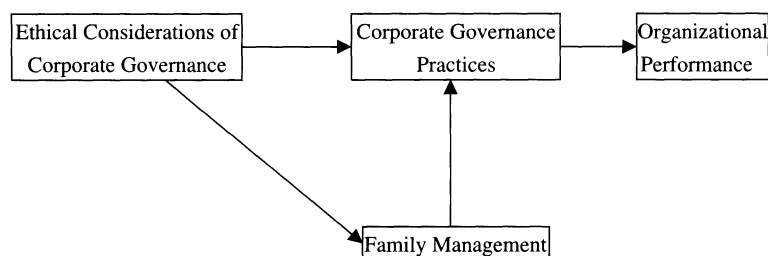 Ethical Considerations of
Corporate Governance
Corporate Governance
Practices
Organizational
Performance
Family Management